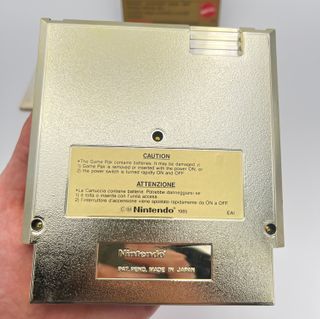 CAUTION
•The Game Pak contains batteries. It may be damaged if:
1) Game Pak is removed or inserted with the power ON, or
2) the power switch is turned rapidly ON and OFF.
ATTENZIONE
•La Cartuccia contiene batterie. Potrebbe danneggiarsi se:
1) è tolta o inserita con l'unità accesa.
2) l'interruttore d'accensione viene spostato rapidamente da ON a OFF.
© Nintendo 1985
EAI
Nintendo
PAT. PEND. MADE IN JAPAN